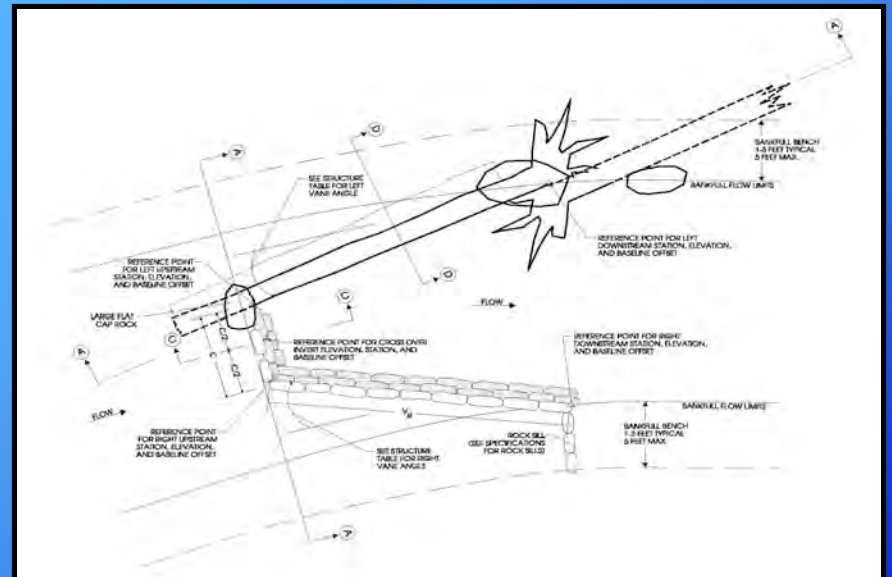 A
D
A
SEE STRUCTURE
TABLE FOR LEFT
VANE ANGLE
BANKFULL BENCH
1-3 FEET TYPICAL
5 FEET MAX.
BANKFULL FLOW LIMITS
REFERENCE POINT FOR LEFT
DOWNSTREAM STATION, ELEVATION,
AND BASELINE OFFSET
REFERENCE POINT
FOR LEFT UPSTREAM
STATION, ELEVATION,
AND BASELINE OFFSET
D
FLOW
LARGE FLAT
CAP ROCK
C
C/2
C/2
C
C
A
REFERENCE POINT FOR CROSS OVER
INVERT ELEVATION, STATION, AND
BASELINE OFFSET
REFERENCE POINT FOR RIGHT
DOWNSTREAM STATION, ELEVATION,
AND BASELINE OFFSET
FLOW
BANKFULL FLOW LIMITS
REFERENCE POINT
FOR RIGHT UPSTREAM
STATION, ELEVATION,
AND BASELINE OFFSET
BANKFULL BENCH
1-3 FEET TYPICAL
5 FEET MAX.
ROCK SILL
(SEE SPECIFICATIONS
FOR ROCK SILLS)
SEE STRUCTURE
TABLE FOR RIGHT
VANE ANGLE
A